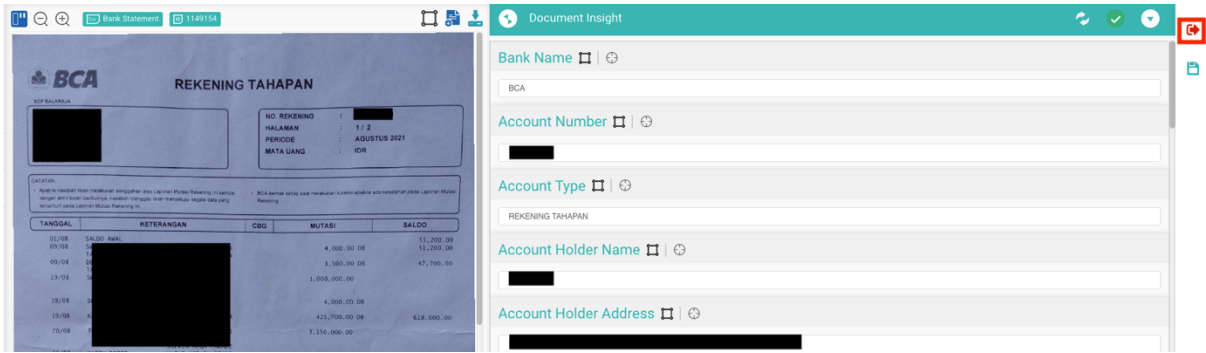 Bank Statement
1149154
BCA
REKENING TAHAPAN
KCP BALARAJA
NO. REKENING :
HALAMAN : 1 / 2
PERIODE : AGUSTUS 2021
MATA UANG : IDR
CATATAN:
TANGGAL KETERANGAN CBG MUTASI SALDO
01/08 SALDO AWAL 55,200.00
09/08 4,000.00 DB 51,200.00
09/08 3,500.00 DB 47,700.00
19/08 1,000,000.00
19/08 4,000.00 DB
19/08 425,700.00 DB 618,000.00
20/08 3,150,000.00
Document Insight
Bank Name
BCA
Account Number
Account Type
REKENING TAHAPAN
Account Holder Name
Account Holder Address